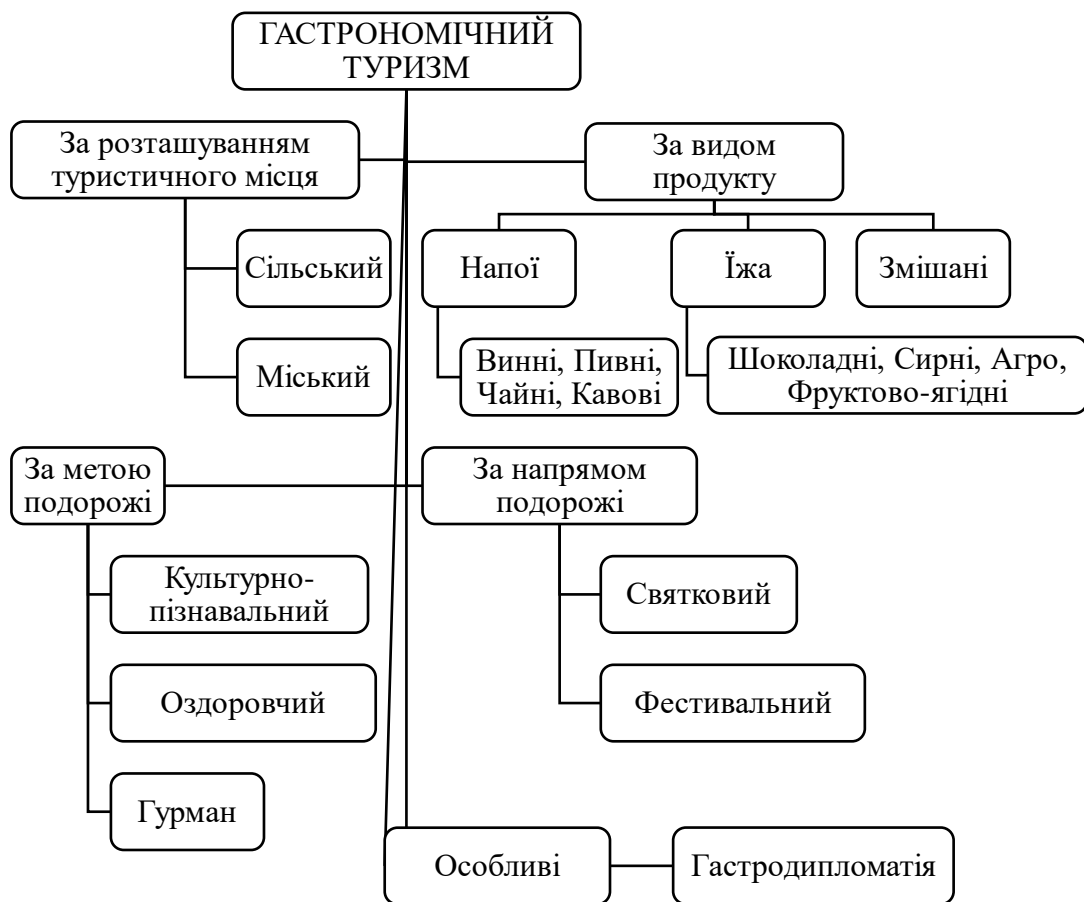 ГАСТРОНОМІЧНИЙ
ТУРИЗМ
За розташуванням
туристичного місця
За видом
продукту
Сільський
Міський
Напої
Їжа
Змішані
Винні, Пивні,
Чайні, Кавові
Шоколадні, Сирні, Агро,
Фруктово-ягідні
За метою
подорожі
За напрямом
подорожі
Культурно-
пізнавальний
Оздоровчий
Гурман
Святковий
Фестивальний
Особливі
Гастродипломатія